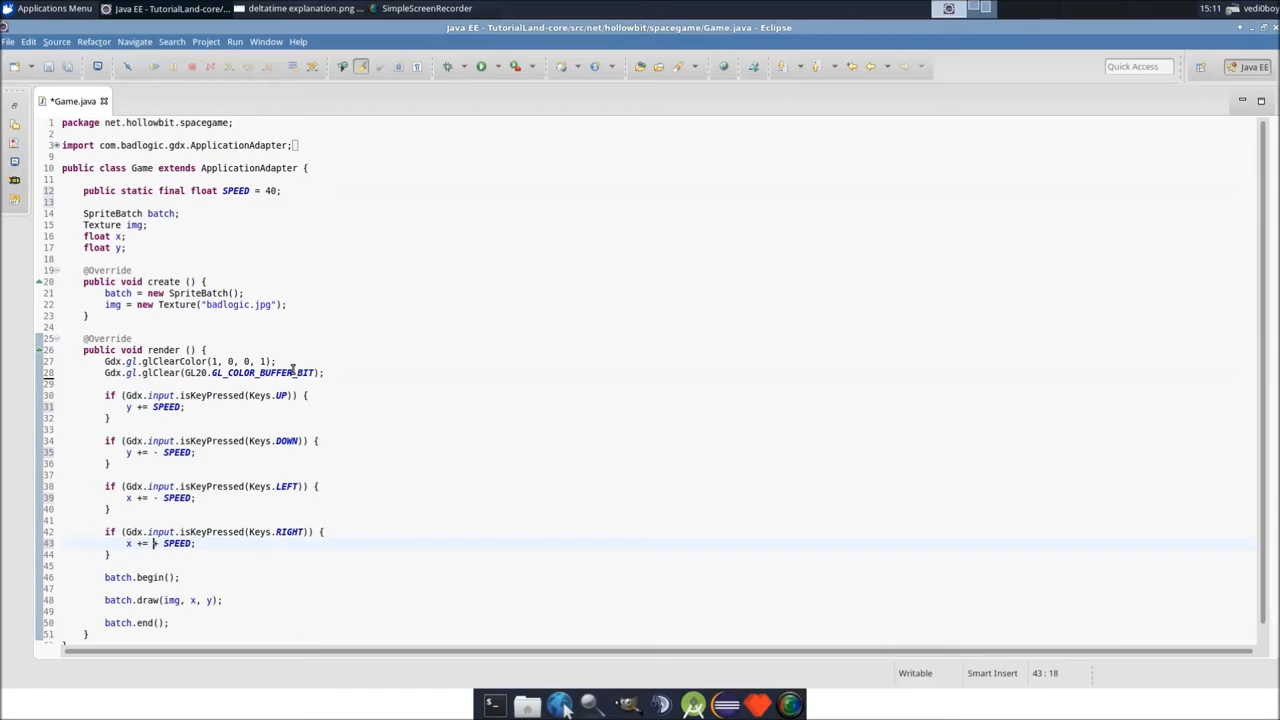 Applications Menu
Java EE - TutorialLand-core/...
deltatime explanation.png ...
SimpleScreenRecorder
15:11
vedi0boy
Java EE - TutorialLand-core/src/net/hollowbit/spacegame/Game.java - Eclipse
File Edit Source Refactor Navigate Search Project Run Window Help
Quick Access
Java EE
*Game.java
1 package net.hollowbit.spacegame;
2
3 import com.badlogic.gdx.ApplicationAdapter;
9
10 public class Game extends ApplicationAdapter {
11
12 public static final float SPEED = 40;
13
14 SpriteBatch batch;
15 Texture img;
16 float x;
17 float y;
18
19 @Override
20 public void create () {
21 batch = new SpriteBatch();
22 img = new Texture("badlogic.jpg");
23 }
24
25 @Override
26 public void render () {
27 Gdx.gl.glClearColor(1, 0, 0, 1);
28 Gdx.gl.glClear(GL20.GL_COLOR_BUFFER_BIT);
29
30 if (Gdx.input.isKeyPressed(Keys.UP)) {
31 y += SPEED;
32 }
33
34 if (Gdx.input.isKeyPressed(Keys.DOWN)) {
35 y += - SPEED;
36 }
37
38 if (Gdx.input.isKeyPressed(Keys.LEFT)) {
39 x += - SPEED;
40 }
41
42 if (Gdx.input.isKeyPressed(Keys.RIGHT)) {
43 x += + SPEED;
44 }
45
46 batch.begin();
47
48 batch.draw(img, x, y);
49
50 batch.end();
51 }
Writable
Smart Insert
43 : 18